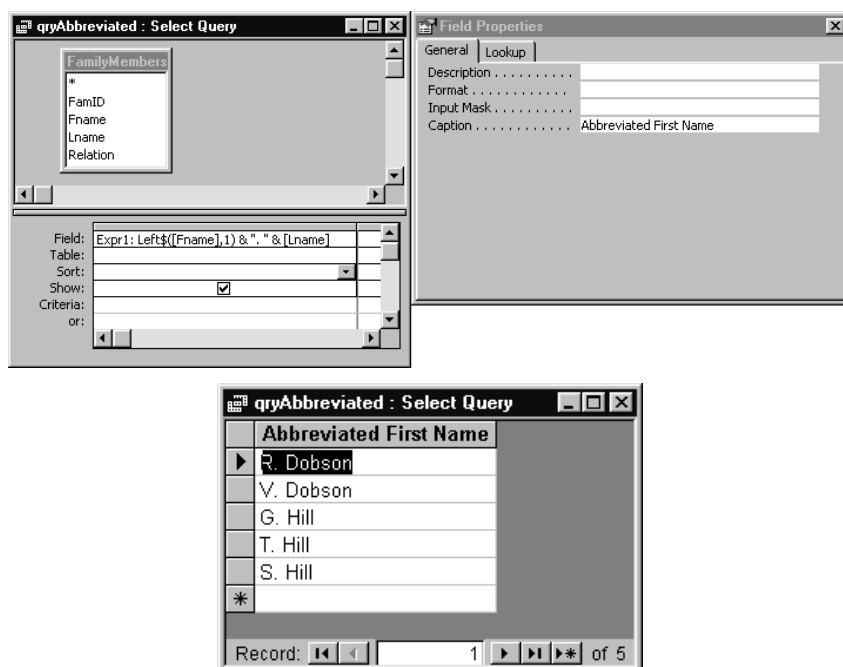 qryAbbreviated : Select Query
FamilyMembers
*
FamID
Fname
Lname
Relation
Field: Expr1: Left$([Fname],1) & ". " & [Lname]
Table:
Sort:
Show:
Criteria:
or:
Field Properties
General Lookup
Description . . . . . . . . . .
Format . . . . . . . . . . . .
Input Mask . . . . . . . . . .
Caption . . . . . . . . . . . . Abbreviated First Name
qryAbbreviated : Select Query
Abbreviated First Name
R. Dobson
V. Dobson
G. Hill
T. Hill
S. Hill
Record: 1 of 5